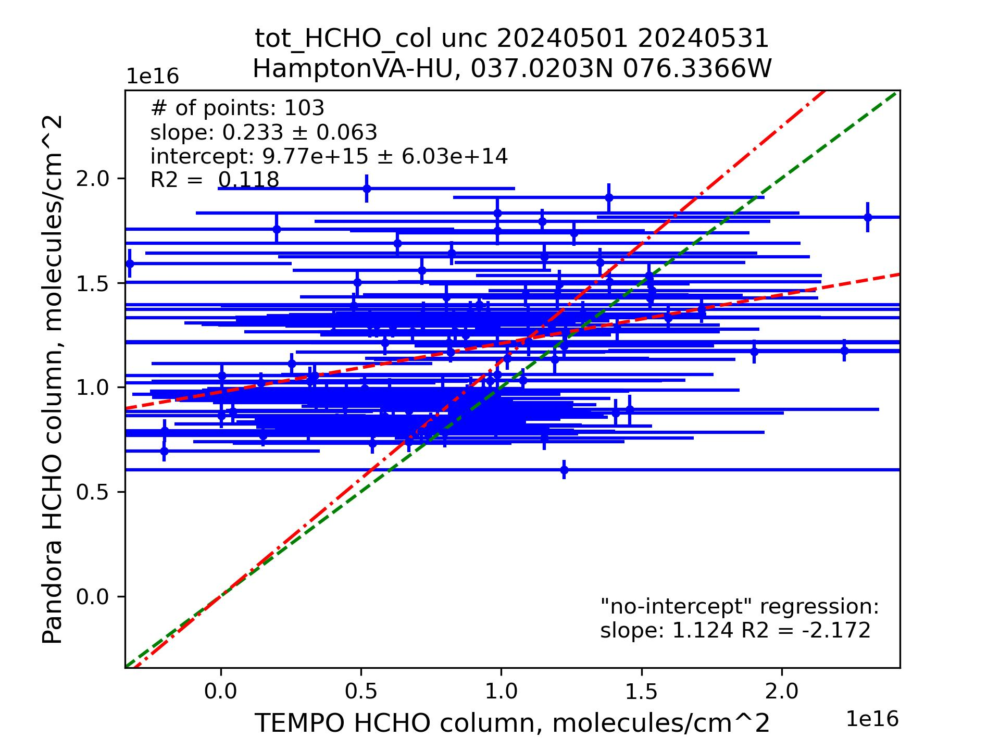 tot_HCHO_col unc 20240501 20240531
HamptonVA-HU, 037.0203N 076.3366W
1e16
# of points: 103
slope: 0.233 ± 0.063
intercept: 9.77e+15 ± 6.03e+14
R2 =  0.118
2.0
1.5
1.0
0.5
0.0
Pandora HCHO column, molecules/cm^2
"no-intercept" regression:
slope: 1.124 R2 = -2.172
0.0 0.5 1.0 1.5 2.0
1e16
TEMPO HCHO column, molecules/cm^2